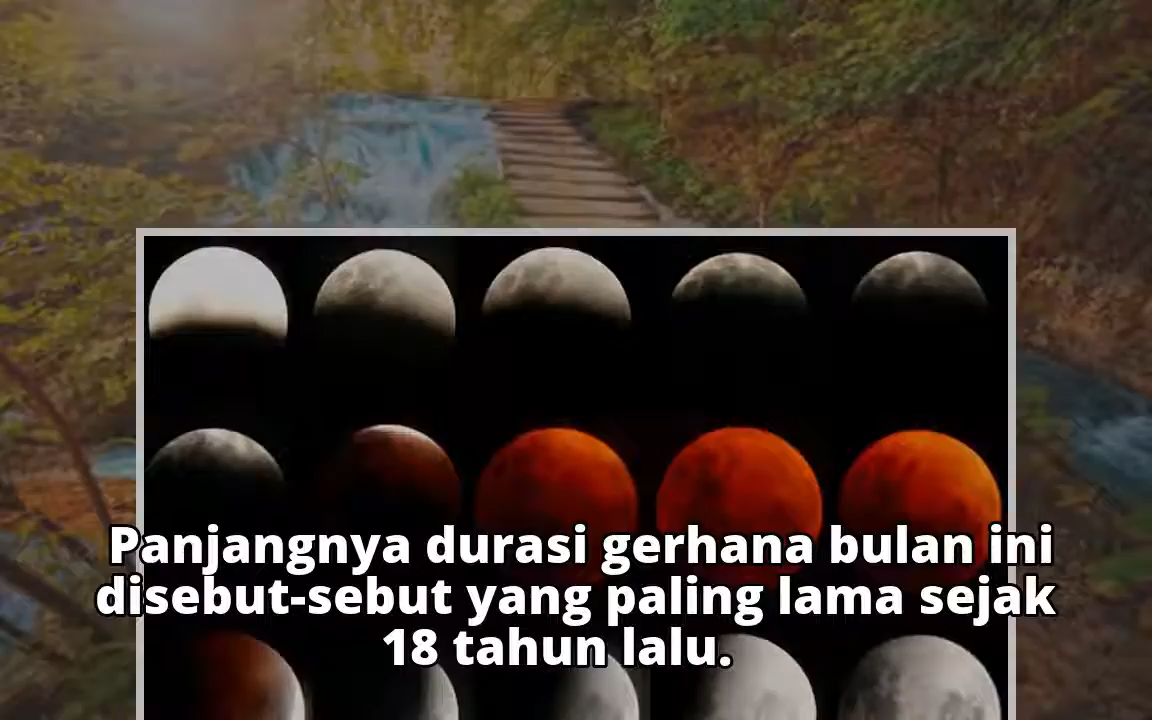 Panjangnya durasi gerhana bulan ini
disebut-sebut yang paling lama sejak
18 tahun lalu.